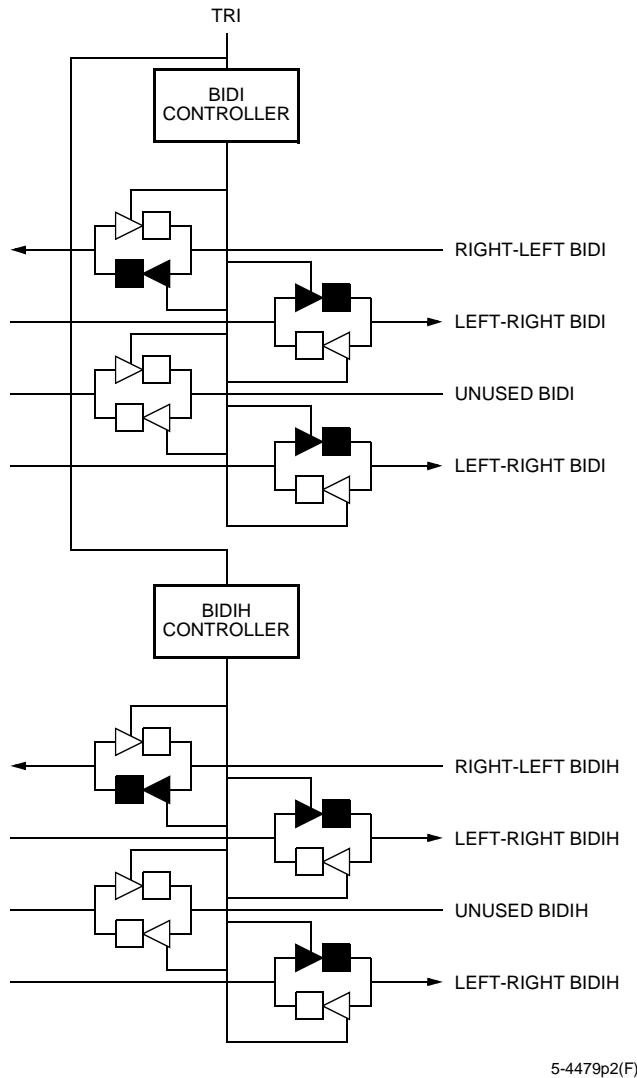 TRI
BIDI
CONTROLLER
RIGHT-LEFT BIDI
LEFT-RIGHT BIDI
UNUSED BIDI
LEFT-RIGHT BIDI
BIDIH
CONTROLLER
RIGHT-LEFT BIDIH
LEFT-RIGHT BIDIH
UNUSED BIDIH
LEFT-RIGHT BIDIH
5-4479p2(F)